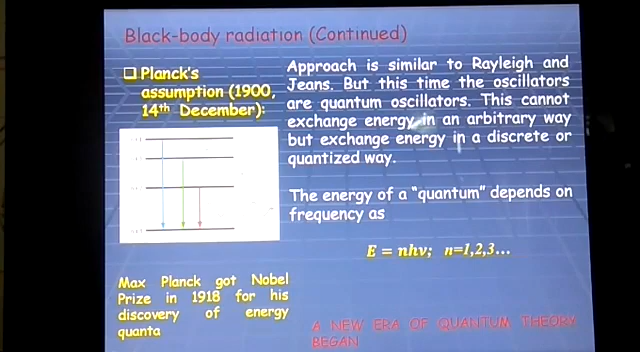 Black-body radiation (Continued)
❑ Planck's
assumption (1900,
14th December):
Approach is similar to Rayleigh and
Jeans. But this time the oscillators
are quantum oscillators. This cannot
exchange energy in an arbitrary way
but exchange energy in a discrete or
quantized way.
The energy of a "quantum" depends on
frequency as
E = nhν; n=1,2,3...
Max Planck got Nobel
Prize in 1918 for his
discovery of energy
quanta
A NEW ERA OF QUANTUM THEORY
BEGAN